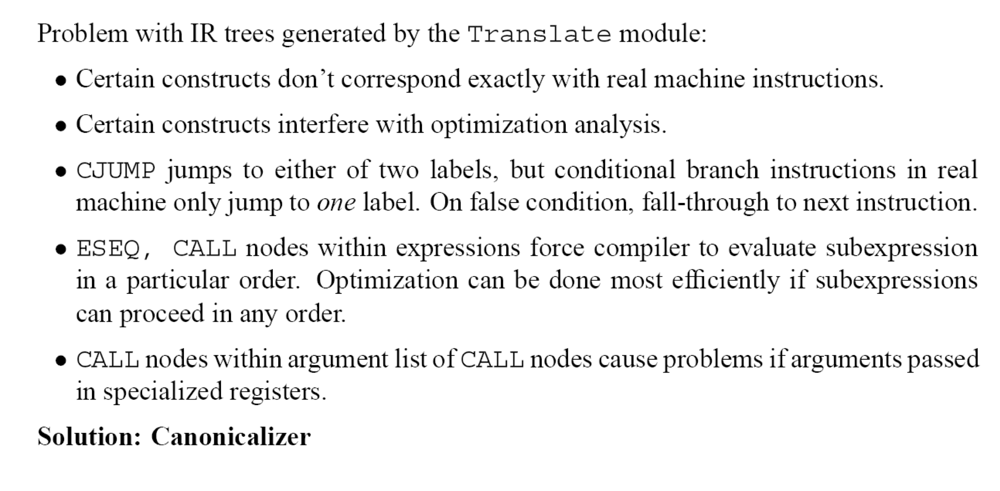 Problem with IR trees generated by the Translate module:
• Certain constructs don't correspond exactly with real machine instructions.
• Certain constructs interfere with optimization analysis.
• CJUMP jumps to either of two labels, but conditional branch instructions in real
machine only jump to one label. On false condition, fall-through to next instruction.
• ESEQ, CALL nodes within expressions force compiler to evaluate subexpression
in a particular order. Optimization can be done most efficiently if subexpressions
can proceed in any order.
• CALL nodes within argument list of CALL nodes cause problems if arguments passed
in specialized registers.
Solution: Canonicalizer